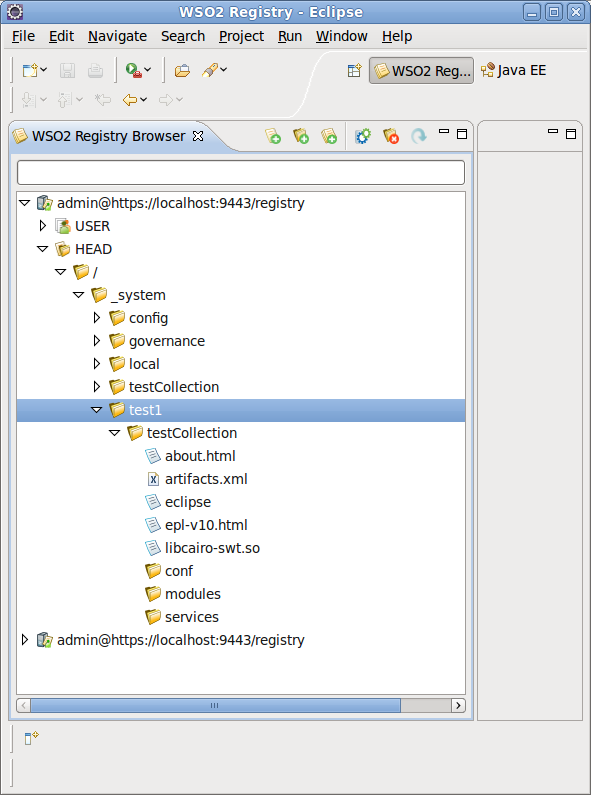 WSO2 Registry - Eclipse
File Edit Navigate Search Project Run Window Help
WSO2 Reg... Java EE
WSO2 Registry Browser
admin@https://localhost:9443/registry
USER
HEAD
/
_system
config
governance
local
testCollection
test1
testCollection
about.html
artifacts.xml
eclipse
epl-v10.html
libcairo-swt.so
conf
modules
services
admin@https://localhost:9443/registry